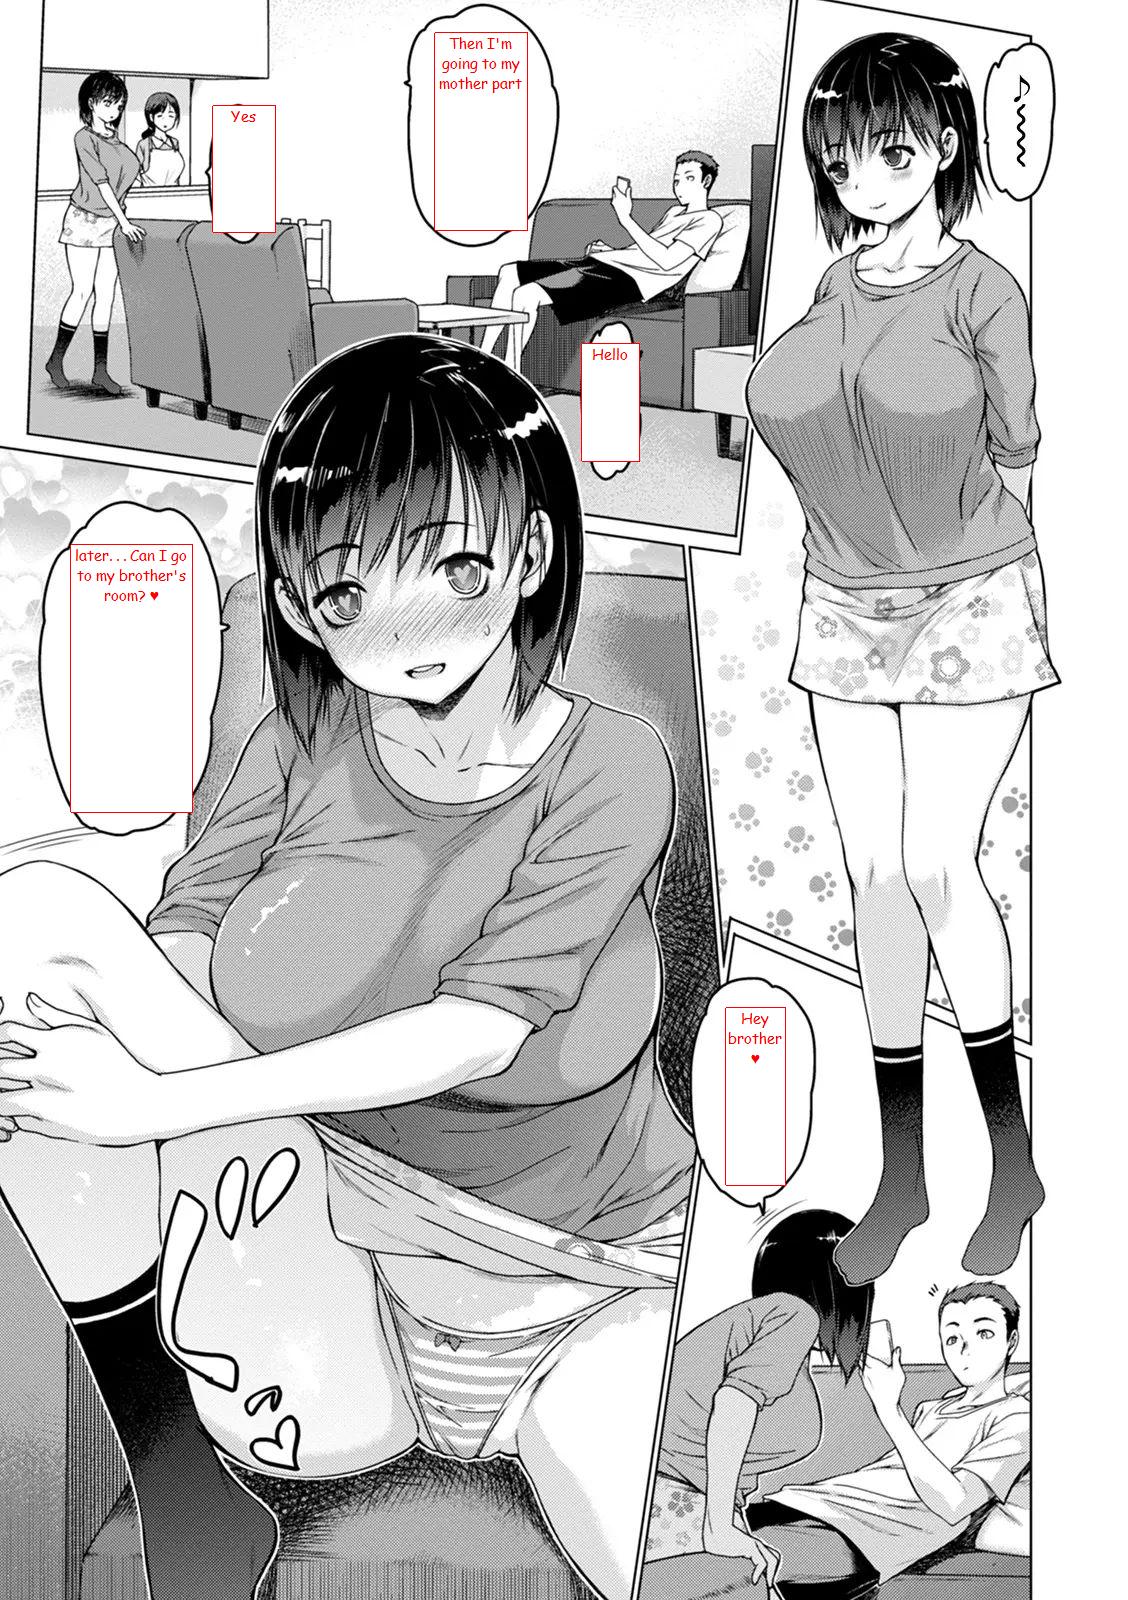 Then I'm
going to my
mother part
Yes
Hello
Hey
brother
♥
later...Can I go
to my brother's
room? ♥